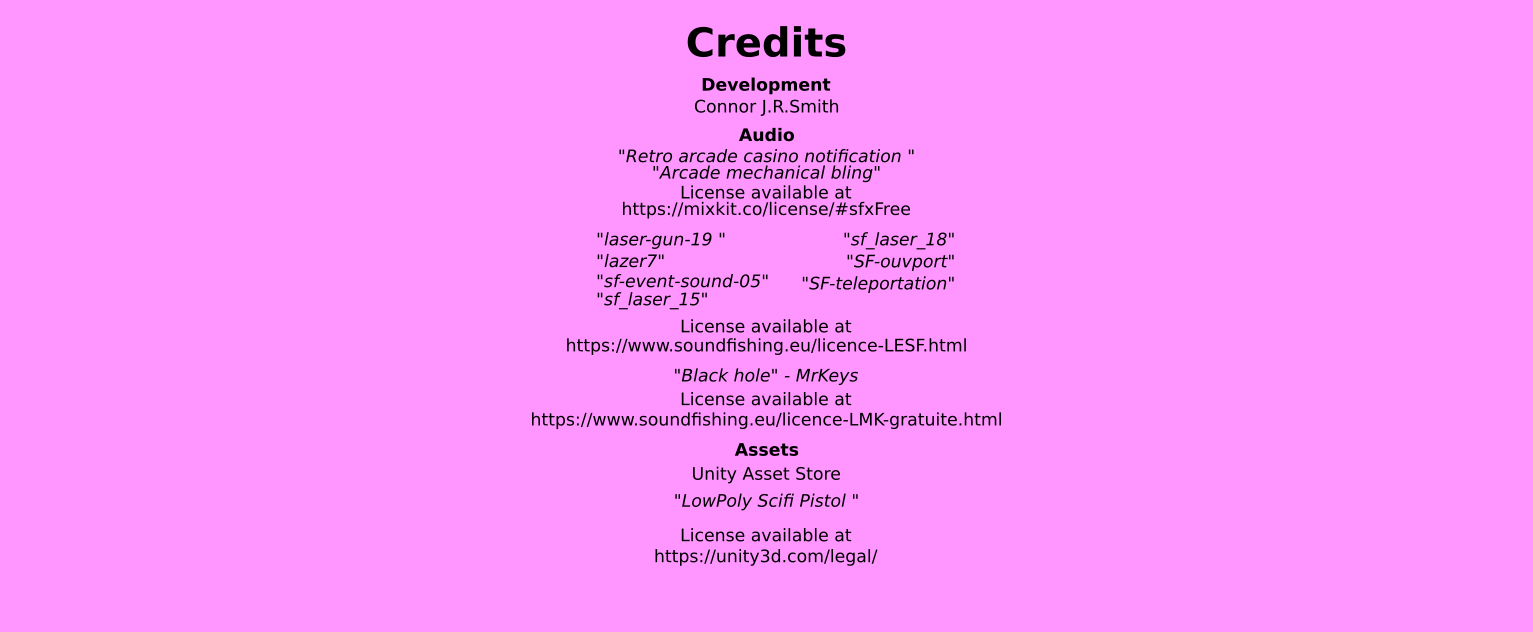 Credits
Development
Connor J.R.Smith
Audio
"Retro arcade casino notification "
"Arcade mechanical bling"
License available at
https://mixkit.co/license/#sfxFree
"laser-gun-19 "
"lazer7"
"sf-event-sound-05"
"sf_laser_15"
"sf_laser_18"
"SF-ouvport"
"SF-teleportation"
License available at
https://www.soundfishing.eu/licence-LESF.html
"Black hole" - MrKeys
License available at
https://www.soundfishing.eu/licence-LMK-gratuite.html
Assets
Unity Asset Store
"LowPoly Scifi Pistol "
License available at
https://unity3d.com/legal/